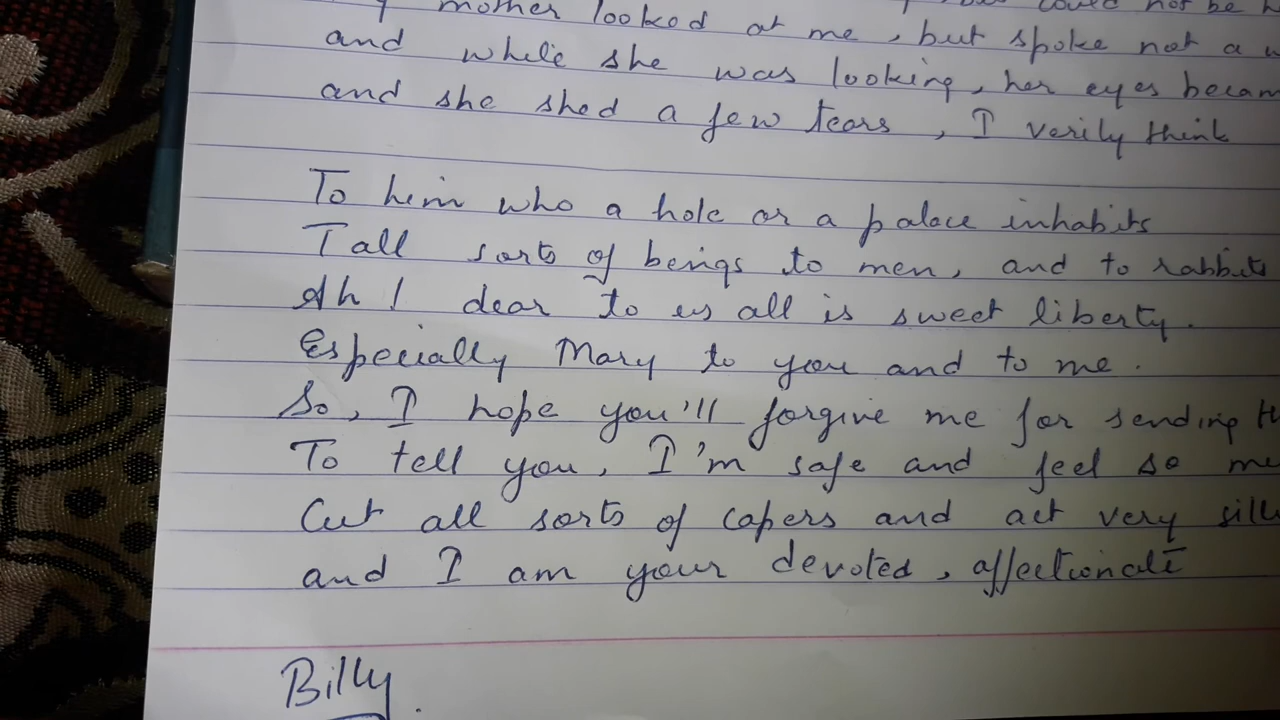 mother looked at me, but spoke not a
and while she was looking, her eyes becam
and she shed a few tears, I verily think
To him who a hole or a palace inhabits
Tall sorts of beings to men, and to rabbits
Ah! dear to us all is sweet liberty.
Especially Mary to you and to me.
So, I hope you'll forgive me for sending
To tell you, I'm safe and feel so me
Cut all sorts of capers and act very sill
and I am your devoted, affectionate
Billy.